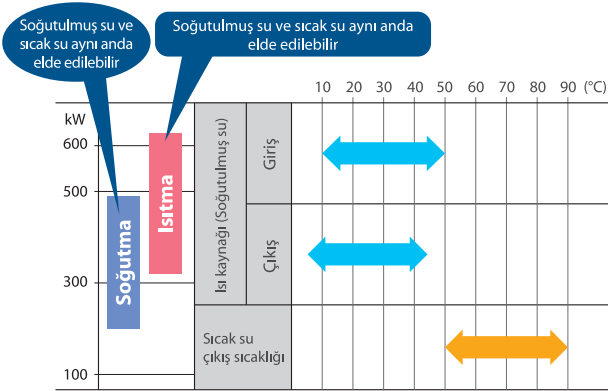 Soğutulmuş su ve
sıcak su aynı anda
elde edilebilir
Soğutulmuş su ve sıcak su aynı anda
elde edilebilir
10 20 30 40 50 60 70 80 90 (°C)
kW
600
500
300
100
Soğutma
Isıtma
Isı kaynağı (Soğutulmuş su)
Giriş
Çıkış
Sıcak su
çıkış sıcaklığı